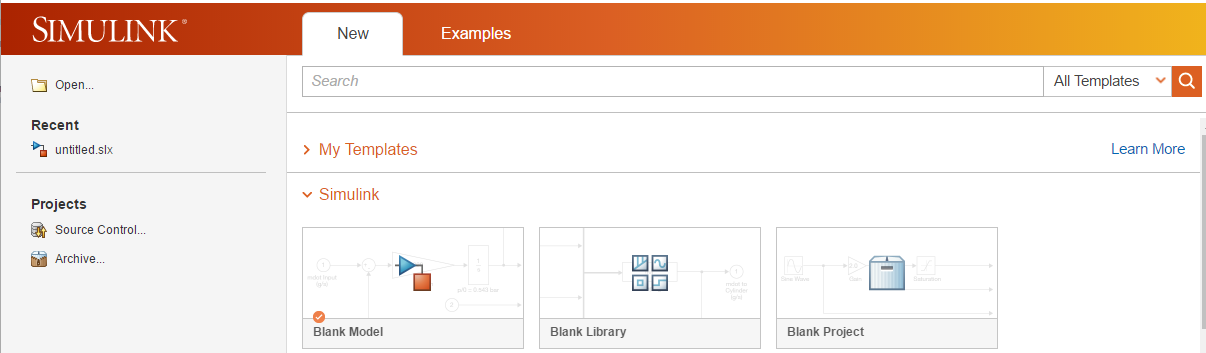 SIMULINK®
New
Examples
Open...
Search
All Templates
Recent
untitled.slx
My Templates
Learn More
Simulink
Projects
Source Control...
Archive...
Blank Model
Blank Library
Blank Project